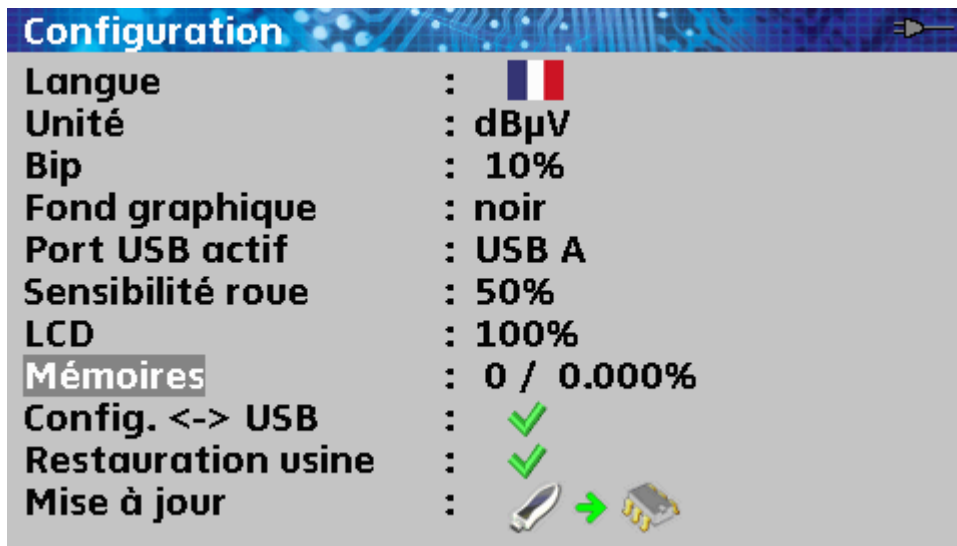 Configuration
Langue :
Unité : dBµV
Bip : 10%
Fond graphique : noir
Port USB actif : USB A
Sensibilité roue : 50%
LCD : 100%
Mémoires : 0 / 0.000%
Config. <-> USB :
Restauration usine :
Mise à jour :